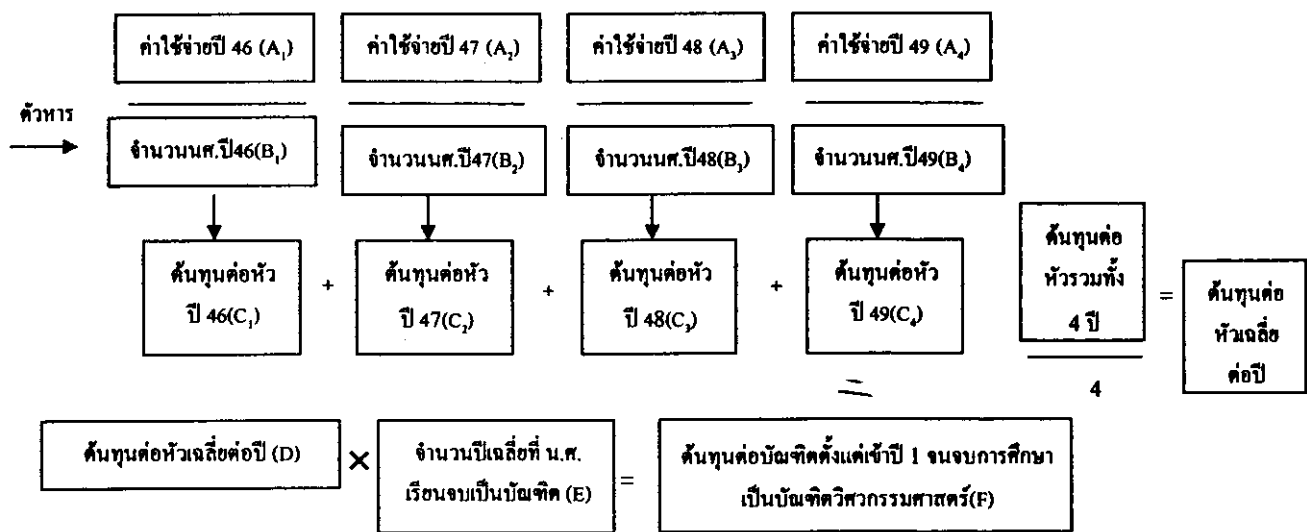 ค่าใช้จ่ายปี 46 (A₁)
ค่าใช้จ่ายปี 47 (A₂)
ค่าใช้จ่ายปี 48 (A₃)
ค่าใช้จ่ายปี 49 (A₄)
ตัวหาร
จำนวนนศ.ปี46(B₁)
จำนวนนศ.ปี47(B₂)
จำนวนนศ.ปี48(B₃)
จำนวนนศ.ปี49(B₄)
ต้นทุนต่อหัว
ปี 46(C₁)
+
ต้นทุนต่อหัว
ปี 47(C₂)
+
ต้นทุนต่อหัว
ปี 48(C₃)
+
ต้นทุนต่อหัว
ปี 49(C₄)
=
ต้นทุนต่อ
หัวรวมทั้ง
4 ปี
4
=
ต้นทุนต่อ
หัวเฉลี่ย
ต่อปี
ต้นทุนต่อหัวเฉลี่ยต่อปี (D)
×
จำนวนปีเฉลี่ยที่ น.ศ.
เรียนจบเป็นบัณฑิต (E)
=
ต้นทุนต่อบัณฑิตตั้งแต่เข้าปี 1 จนจบการศึกษา
เป็นบัณฑิตวิศวกรรมศาสตร์(F)